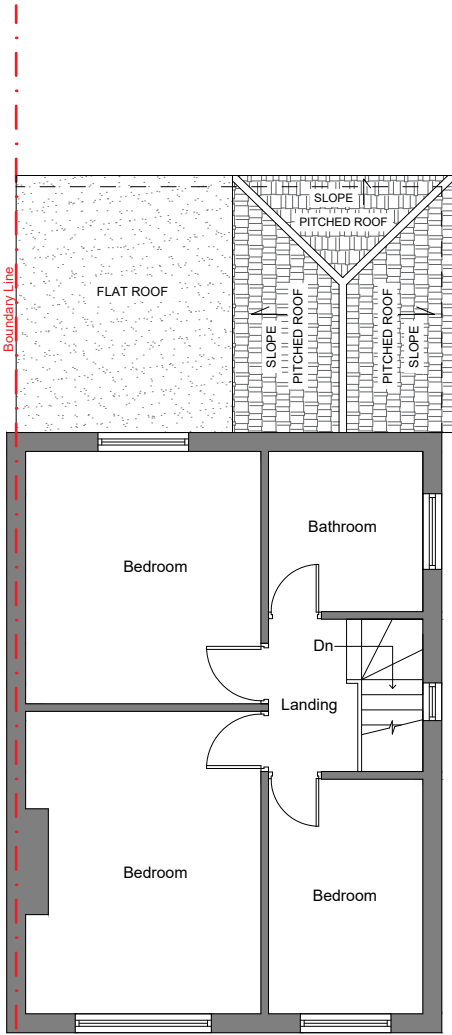 SLOPE
PITCHED ROOF
Boundary Line
FLAT ROOF
SLOPE
PITCHED ROOF
PITCHED ROOF
SLOPE
Bathroom
Bedroom
Dn
Landing
Bedroom
Bedroom